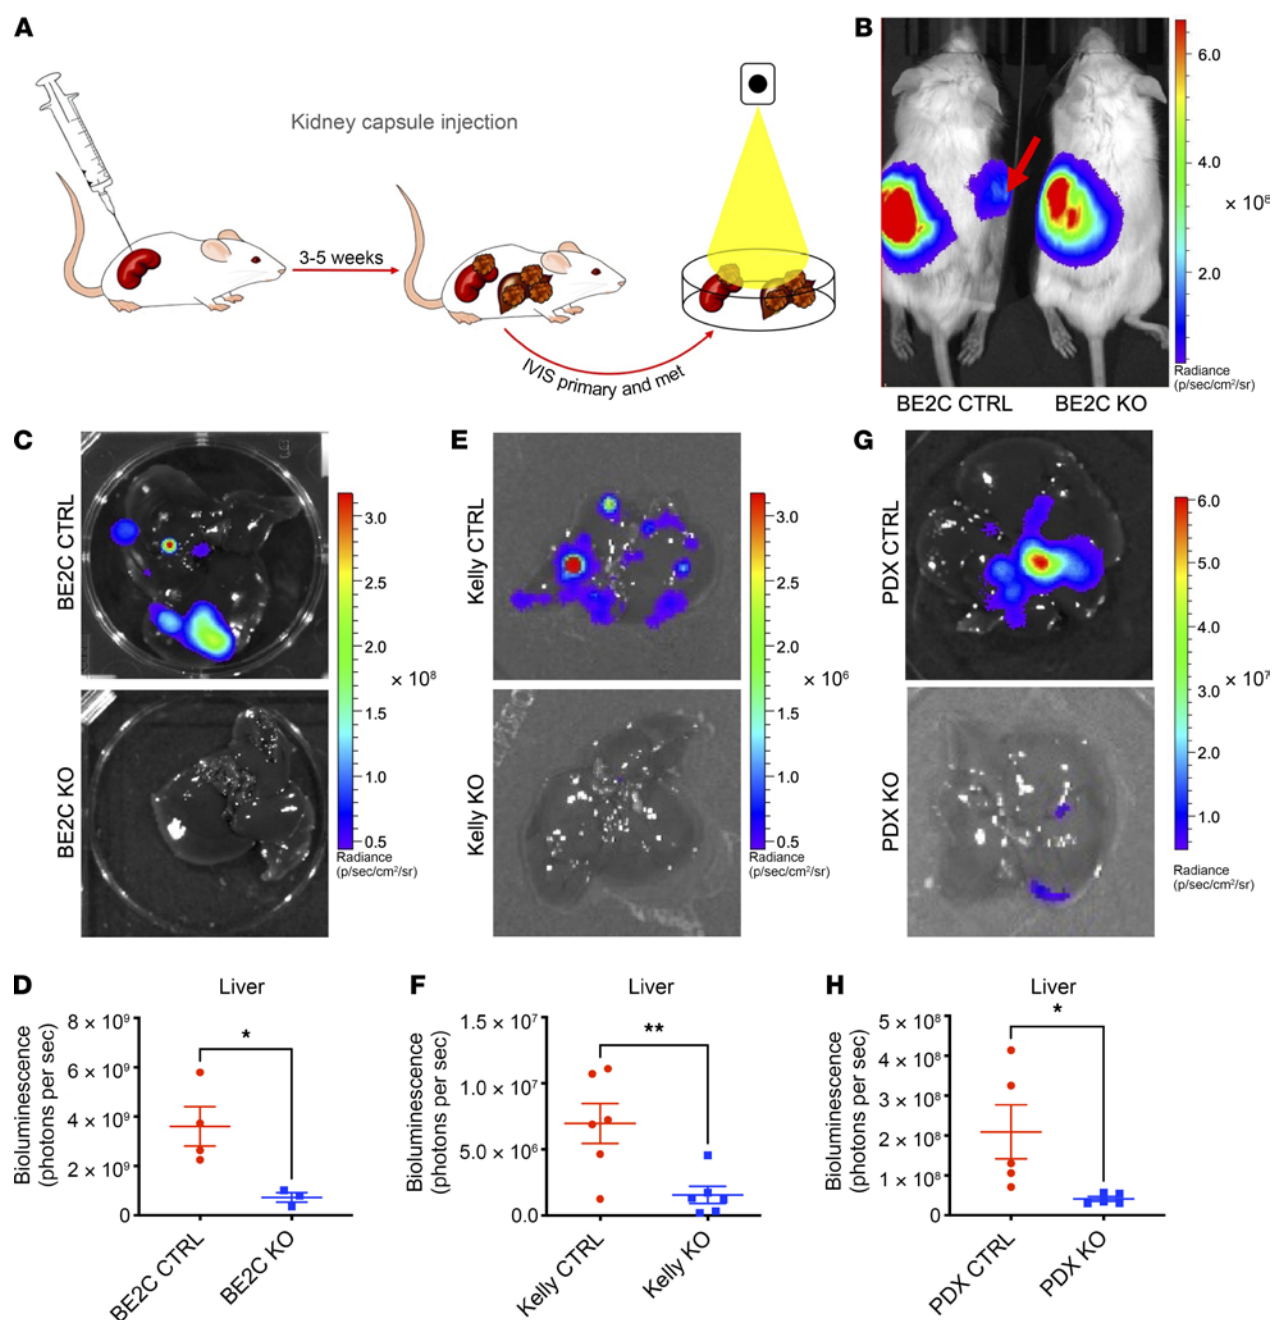 A
Kidney capsule injection
3-5 weeks
IVIS primary and met
B
6.0
4.0
× 10⁸
2.0
Radiance
(p/sec/cm²/sr)
BE2C CTRL
BE2C KO
C
BE2C CTRL
BE2C KO
3.0
2.5
2.0
× 10⁸
1.5
1.0
0.5
Radiance
(p/sec/cm²/sr)
E
Kelly CTRL
Kelly KO
3.0
2.5
2.0
× 10⁶
1.5
1.0
0.5
Radiance
(p/sec/cm²/sr)
G
PDX CTRL
PDX KO
6.0
5.0
4.0
× 10⁷
3.0
2.0
1.0
Radiance
(p/sec/cm²/sr)
D
Liver
Bioluminescence
(photons per sec)
8 × 10⁹
6 × 10⁹
4 × 10⁹
2 × 10⁹
0
*
BE2C CTRL
BE2C KO
F
Liver
Bioluminescence
(photons per sec)
1.5 × 10⁷
1.0 × 10⁷
5.0 × 10⁶
0.0
**
Kelly CTRL
Kelly KO
H
Liver
Bioluminescence
(photons per sec)
5 × 10⁸
4 × 10⁸
3 × 10⁸
2 × 10⁸
1 × 10⁸
0
*
PDX CTRL
PDX KO